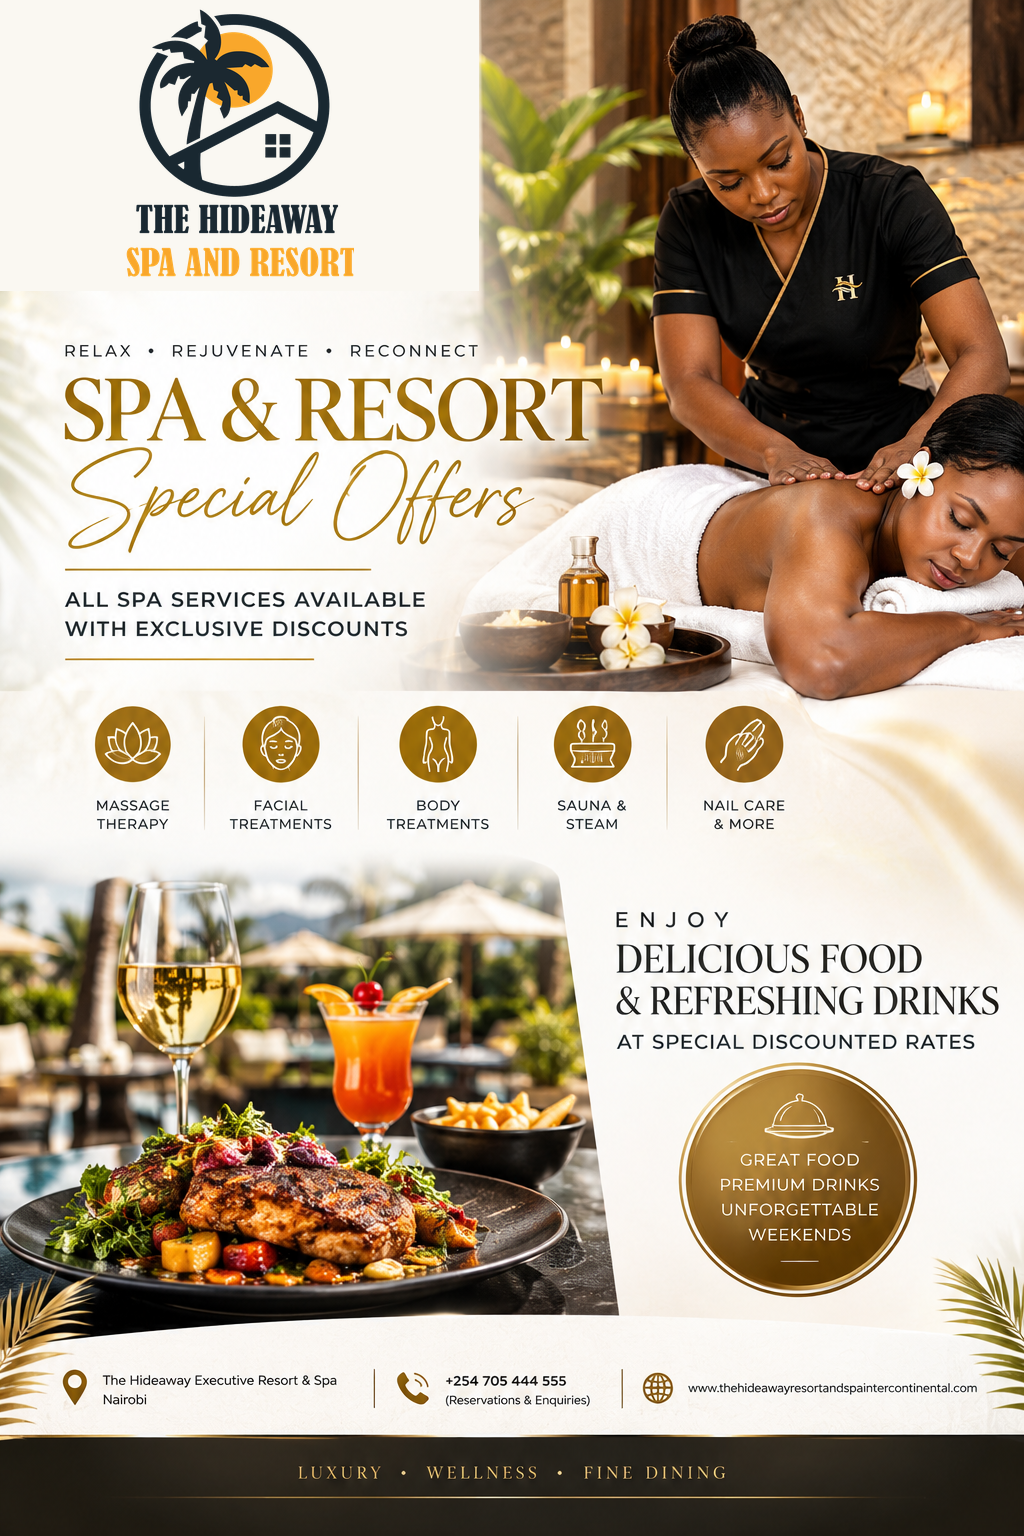 THE HIDEAWAY
SPA AND RESORT
H
RELAX • REJUVENATE • RECONNECT
SPA & RESORT
Special Offers
ALL SPA SERVICES AVAILABLE
WITH EXCLUSIVE DISCOUNTS
MASSAGE
THERAPY
FACIAL
TREATMENTS
BODY
TREATMENTS
SAUNA &
STEAM
NAIL CARE
& MORE
ENJOY
DELICIOUS FOOD
& REFRESHING DRINKS
AT SPECIAL DISCOUNTED RATES
GREAT FOOD
PREMIUM DRINKS
UNFORGETTABLE
WEEKENDS
The Hideaway Executive Resort & Spa
Nairobi
+254 705 444 555
(Reservations & Enquiries)
www.thehideawayresortandspaintercontinental.com
LUXURY • WELLNESS • FINE DINING